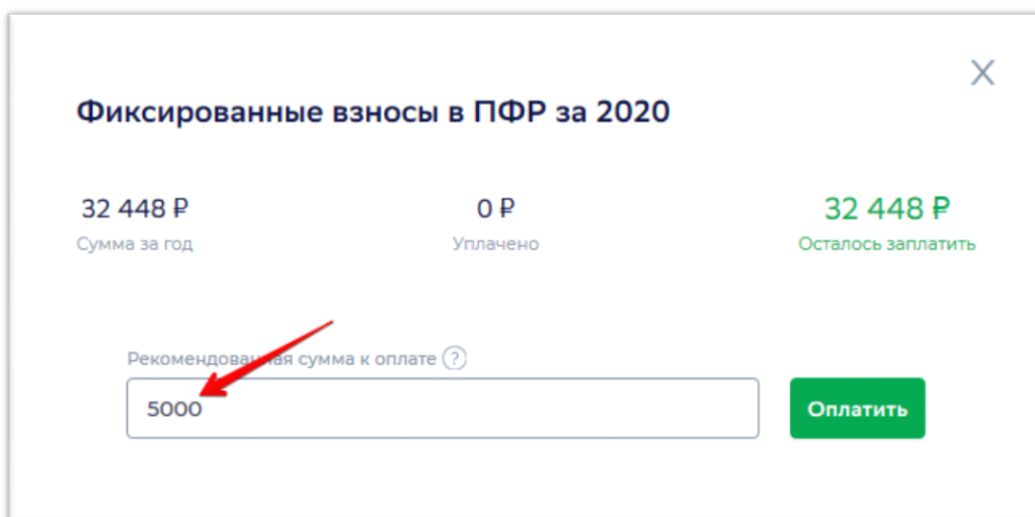 Фиксированные взносы в ПФР за 2020
32 448 ₽ 0 ₽ 32 448 ₽
Сумма за год Уплачено Осталось заплатить
Рекомендованная сумма к оплате ?
5000 Оплатить